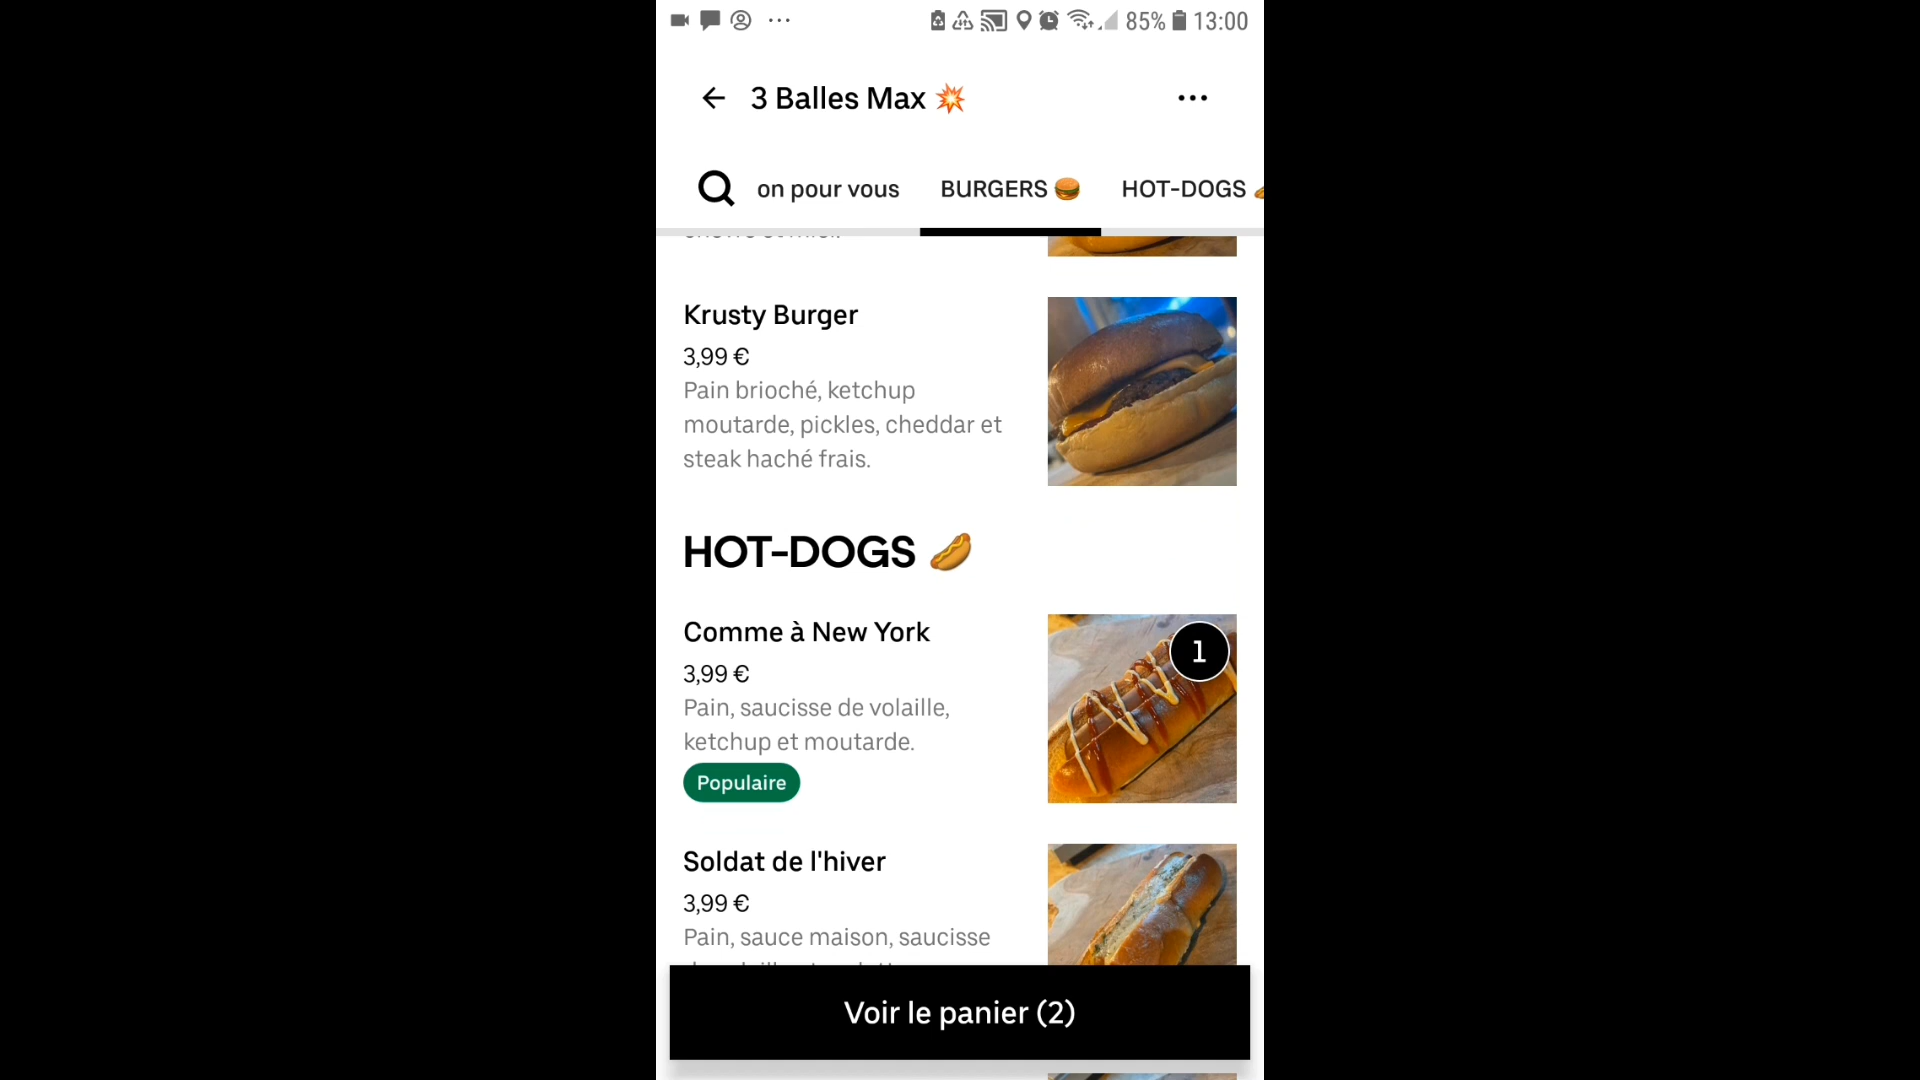 85% 13:00
3 Balles Max 💥
on pour vous BURGERS 🍔 HOT-DOGS
Krusty Burger
3,99 €
Pain brioché, ketchup
moutarde, pickles, cheddar et
steak haché frais.
HOT-DOGS 🌭
Comme à New York
1
3,99 €
Pain, saucisse de volaille,
ketchup et moutarde.
Populaire
Soldat de l'hiver
3,99 €
Pain, sauce maison, saucisse
Voir le panier (2)